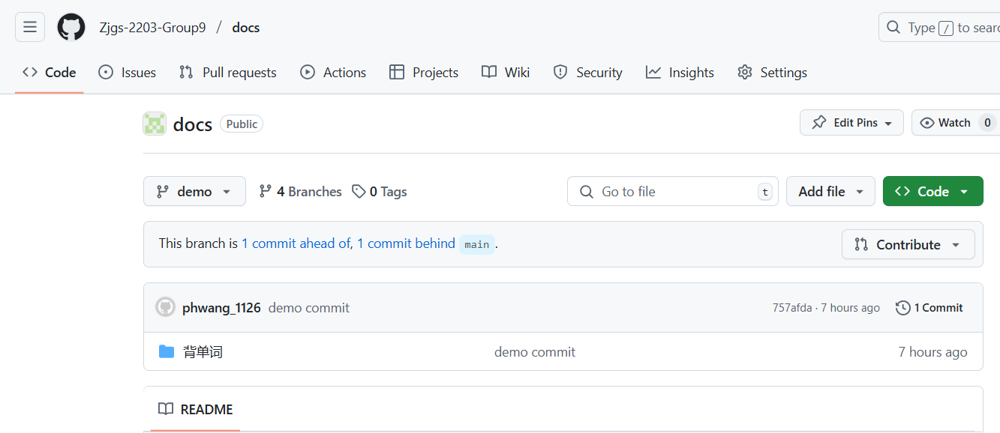 Zjgs-2203-Group9 / docs
Type / to
Code Issues Pull requests Actions Projects Wiki Security Insights Settings
docs Public Edit Pins Watch 0
demo 4 Branches 0 Tags Go to file t Add file Code
This branch is 1 commit ahead of, 1 commit behind main. Contribute
phwang_1126 demo commit 757afda · 7 hours ago 1 Commit
背单词 demo commit 7 hours ago
README